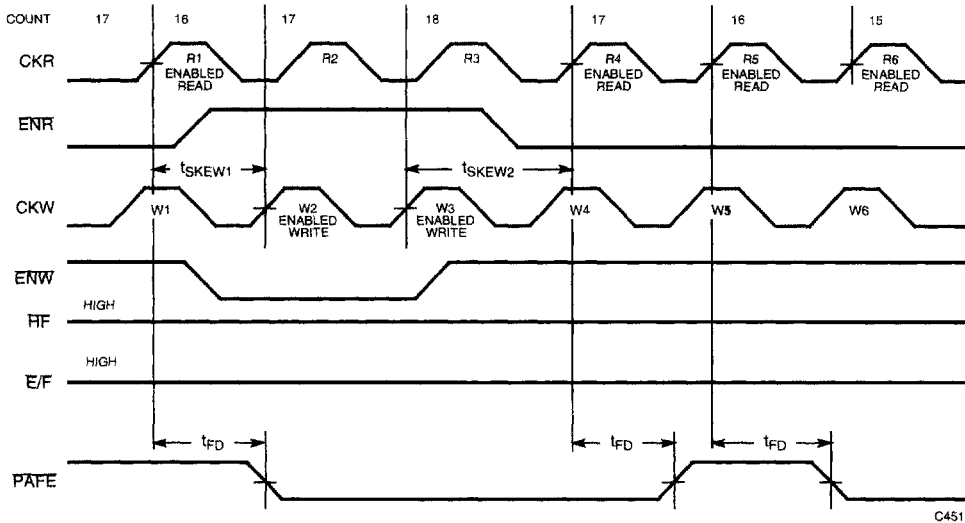 COUNT 17 16 17 18 17 16 15
CKR R1 R2 R3 R4 R5 R6
ENABLED ENABLED ENABLED ENABLED
READ READ READ READ
ENR
tSKEW1 tSKEW2
CKW W1 W2 W3 W4 W5 W6
ENABLED ENABLED
WRITE WRITE
ENW
HIGH
HF
HIGH
E/F
tFD tFD tFD
PAFE
C451